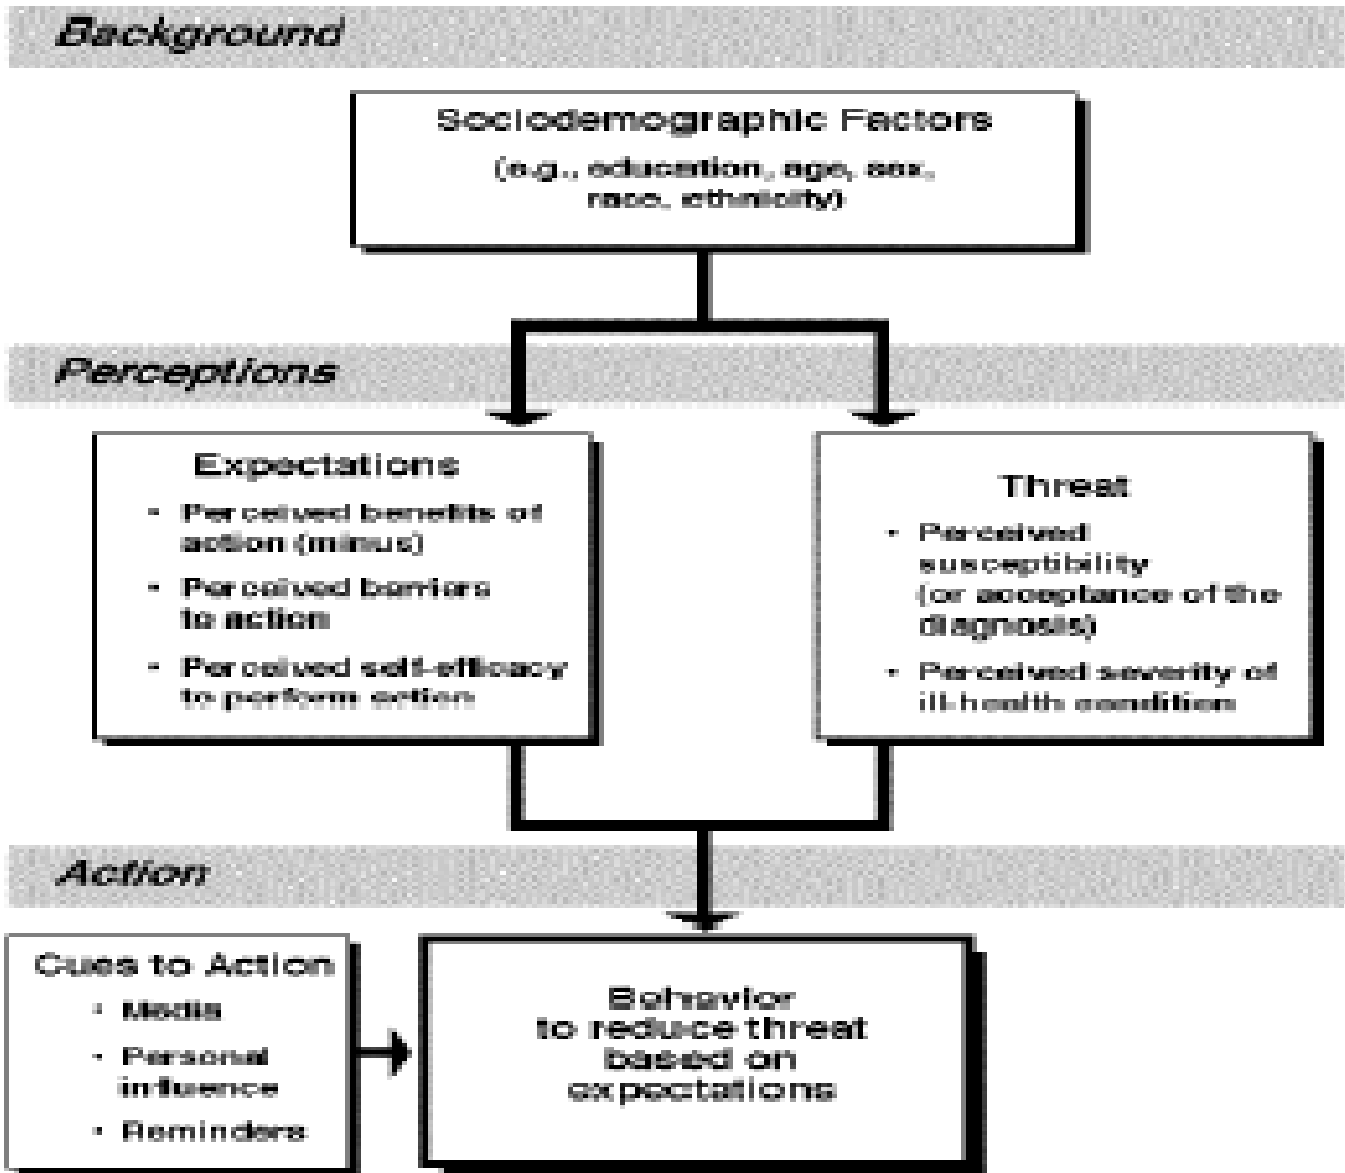 Background
Sociodemographic Factors
(e.g., education, age, sex,
race, ethnicity)
Perceptions
Expectations
• Perceived benefits of
action (minus)
• Perceived barriers
to action
• Perceived self-efficacy
to perform action
Threat
• Perceived
susceptibility
(or acceptance of the
diagnosis)
• Perceived severity of
ill-health condition
Action
Cues to Action
• Media
• Personal
influence
• Reminders
Behavior
to reduce threat
based on
expectations